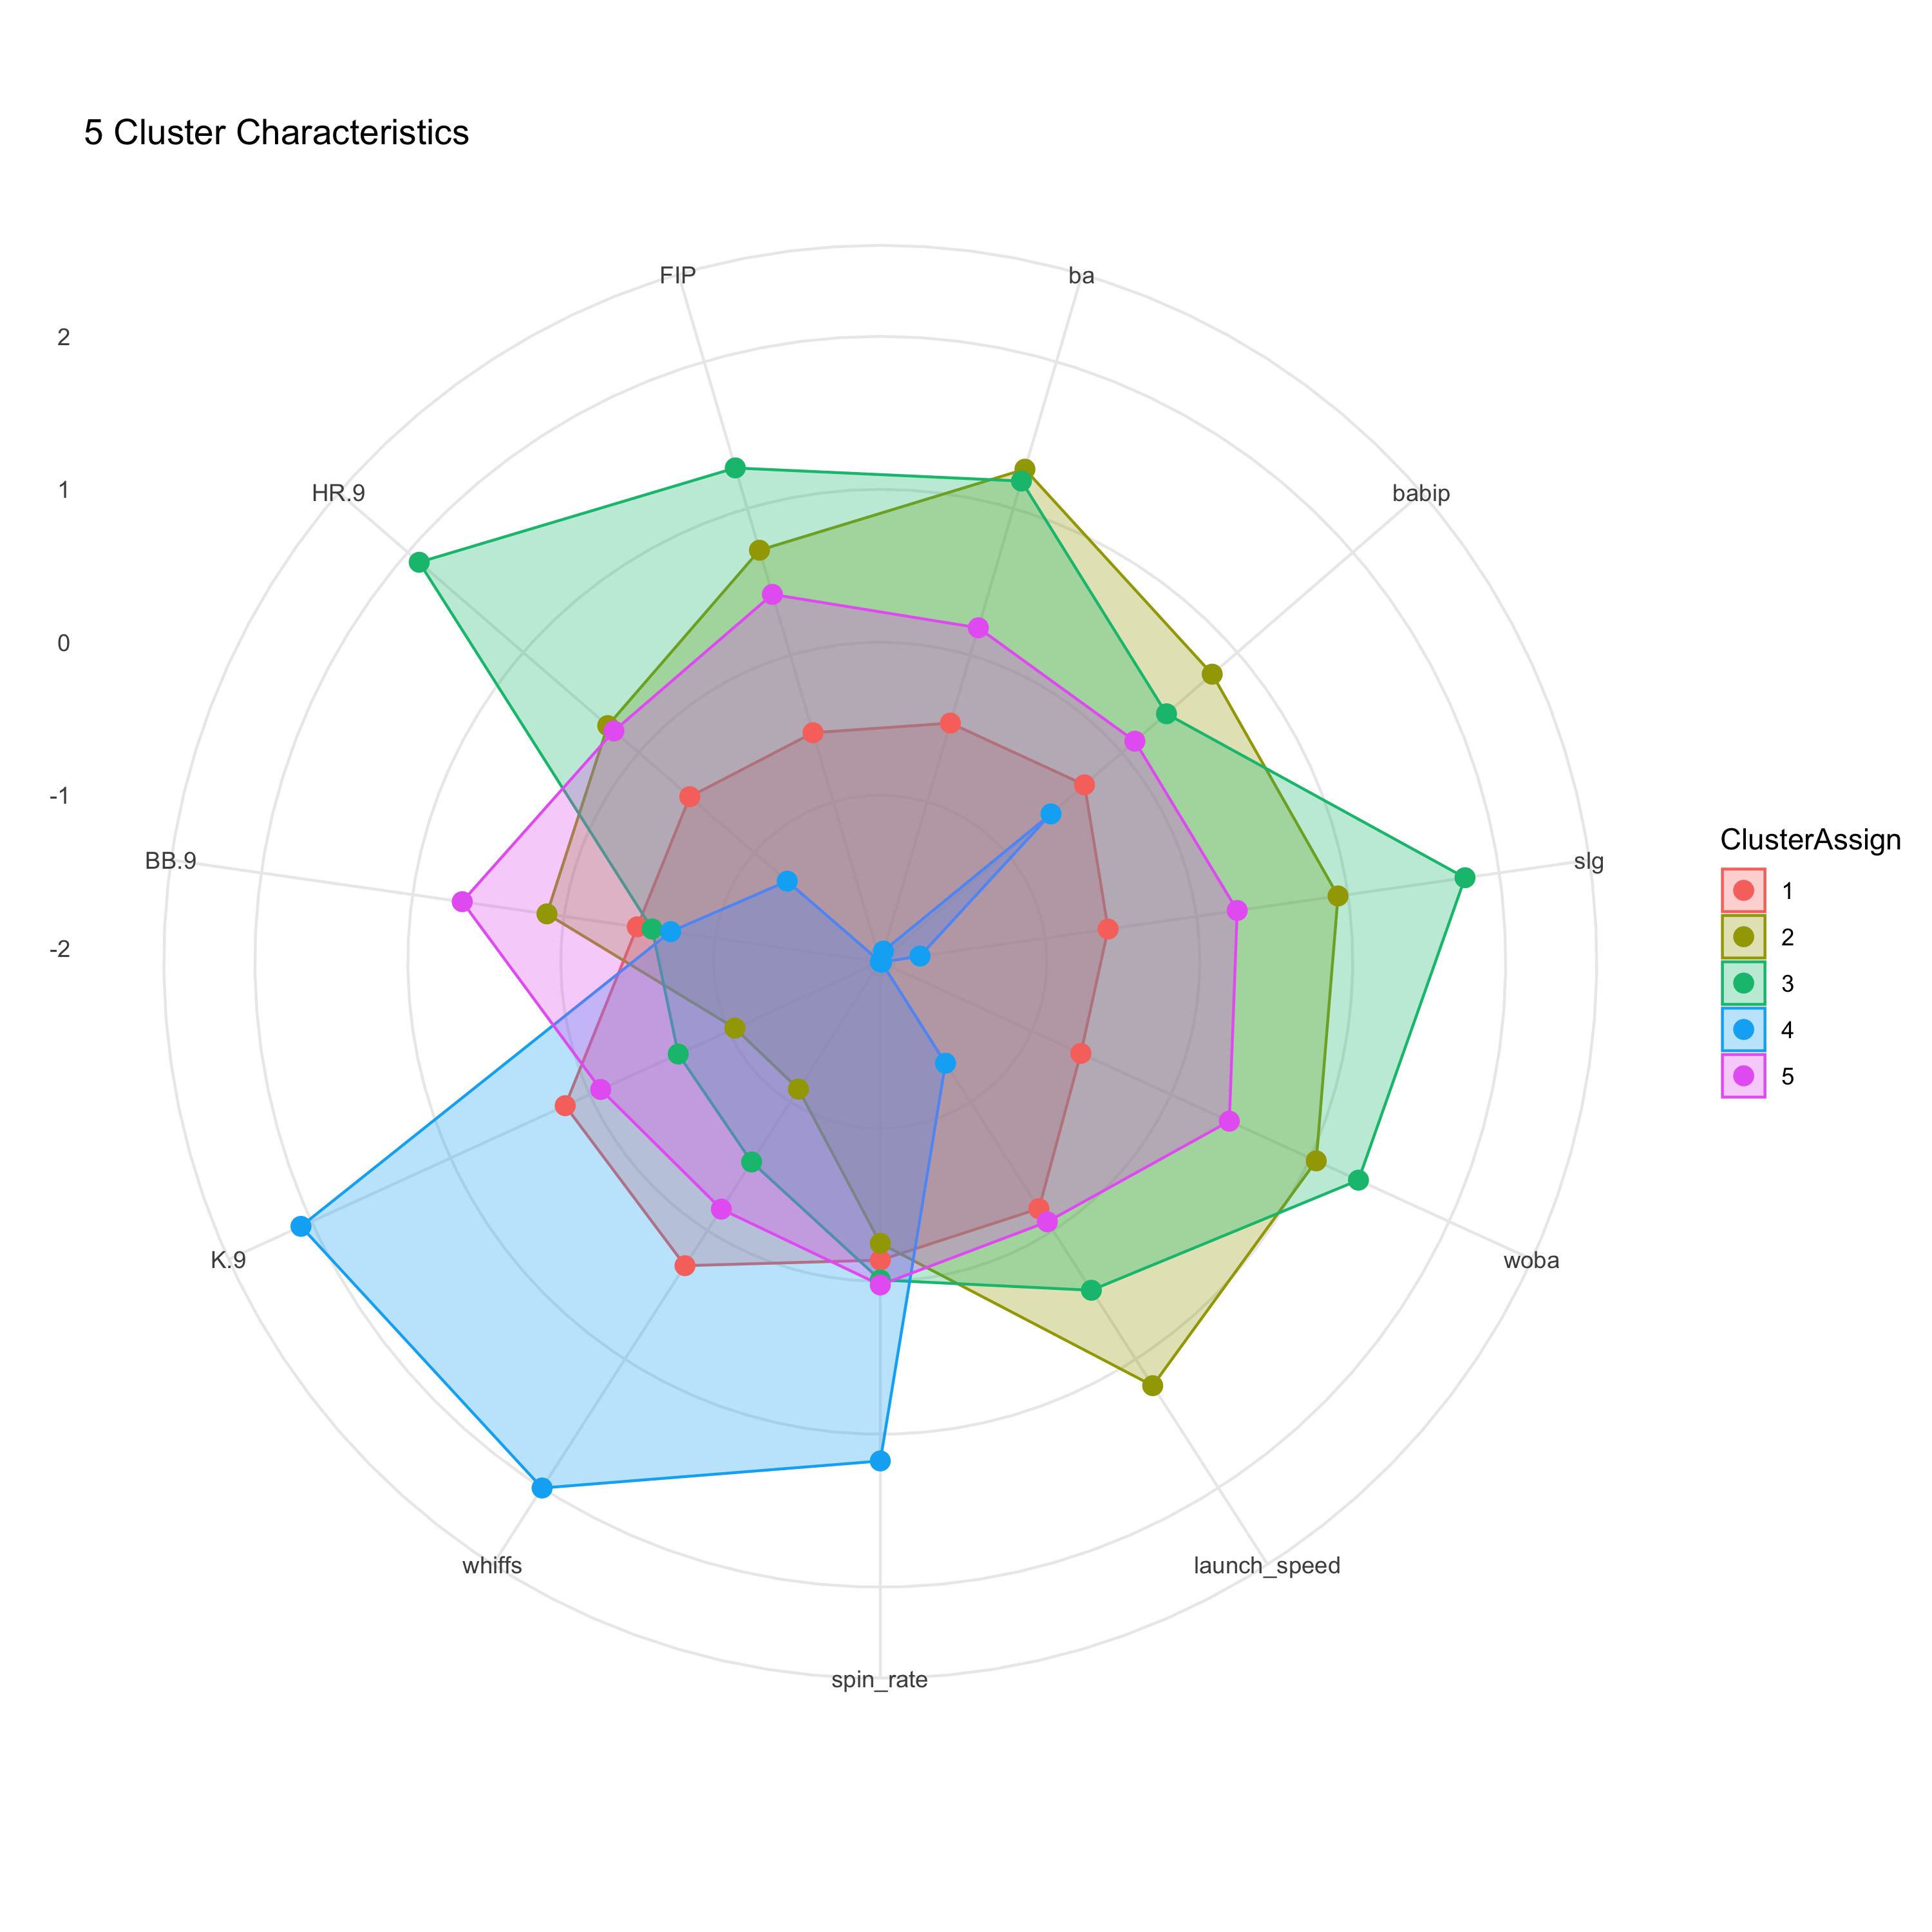 5 Cluster Characteristics
FIP
ba
2
1
HR.9
babip
0
-1
BB.9
slg
-2
ClusterAssign
1
2
3
4
5
K.9
woba
whiffs
launch_speed
spin_rate